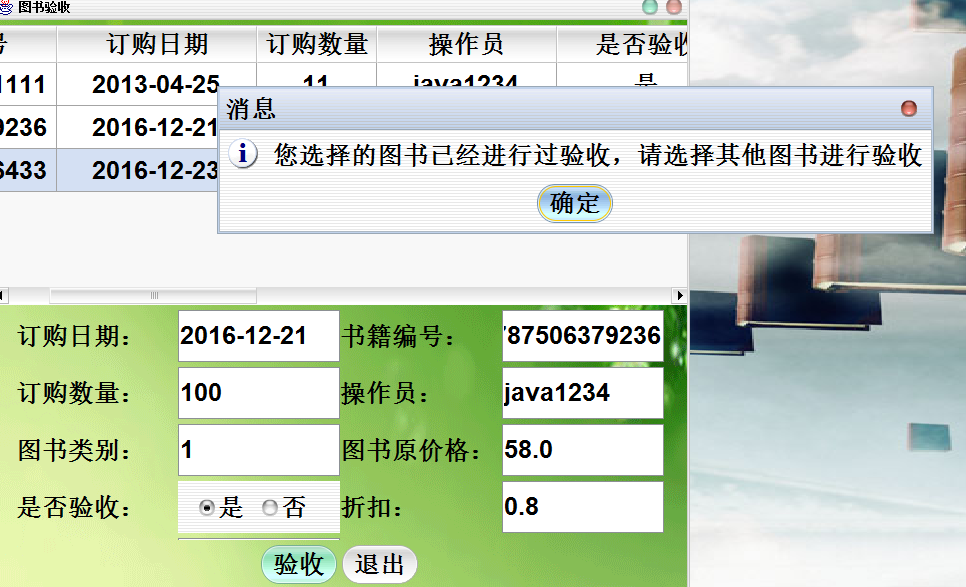 图书验收
号 订购日期 订购数量 操作员 是否验收
1111 2013-04-25 11 java1234 是
9236 2016-12-21
6433 2016-12-23
消息
您选择的图书已经进行过验收，请选择其他图书进行验收
确定
订购日期： 2016-12-21 书籍编号： 787506379236
订购数量： 100 操作员： java1234
图书类别： 1 图书原价格： 58.0
是否验收： 是 否 折扣： 0.8
验收 退出